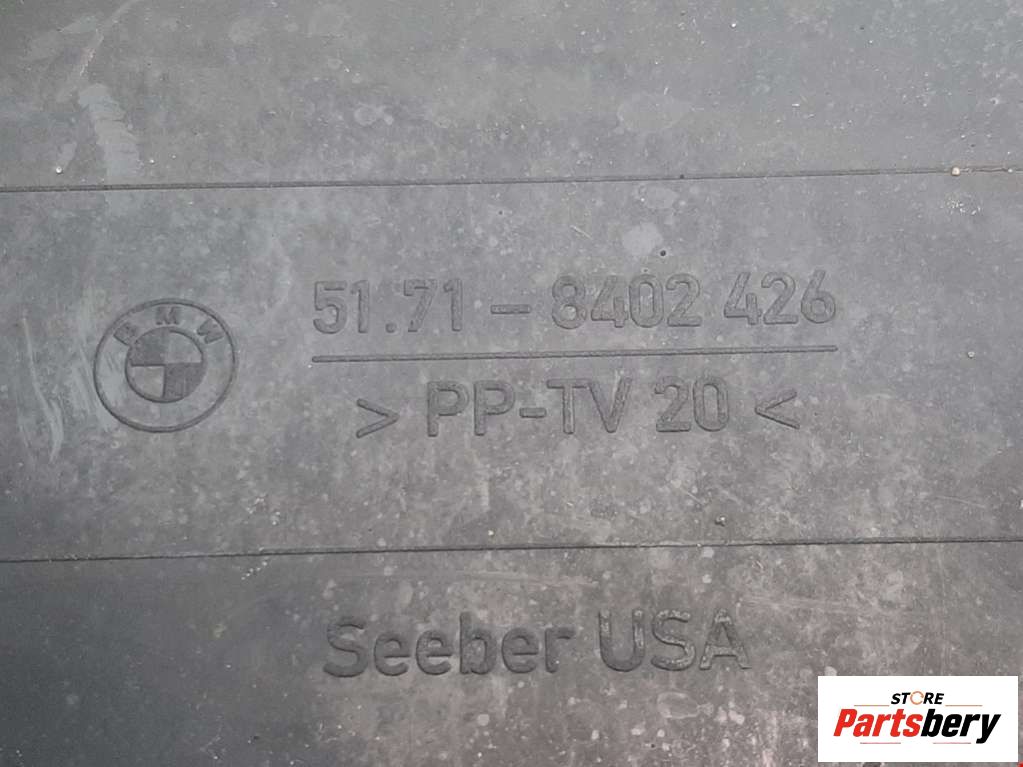 BMW
51.71 – 8402 426
> PP-TV 20 <
Seeber USA
STORE
Partsbery